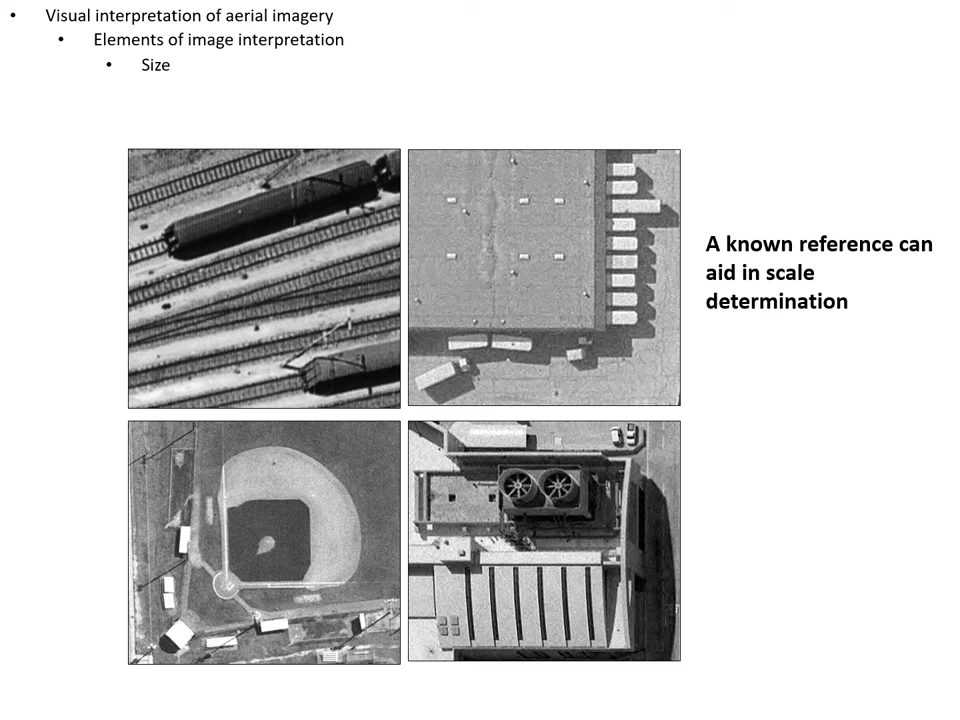 • Visual interpretation of aerial imagery
• Elements of image interpretation
• Size
A known reference can
aid in scale
determination